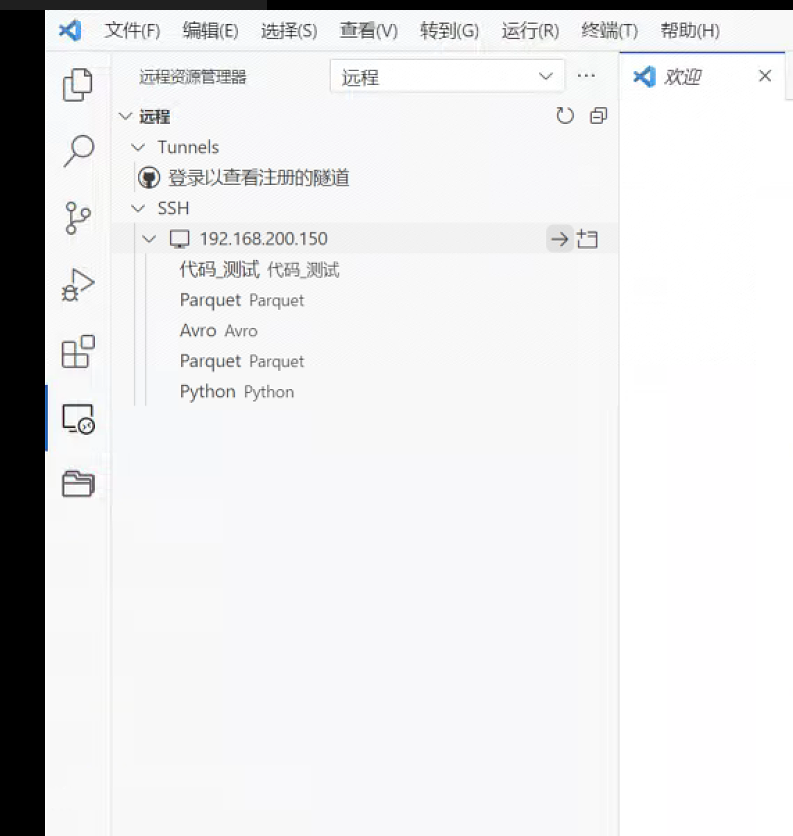 文件(F) 编辑(E) 选择(S) 查看(V) 转到(G) 运行(R) 终端(T) 帮助(H)
远程资源管理器 远程 ··· 欢迎
远程
Tunnels
登录以查看注册的隧道
SSH
192.168.200.150
代码_测试 代码_测试
Parquet Parquet
Avro Avro
Parquet Parquet
Python Python